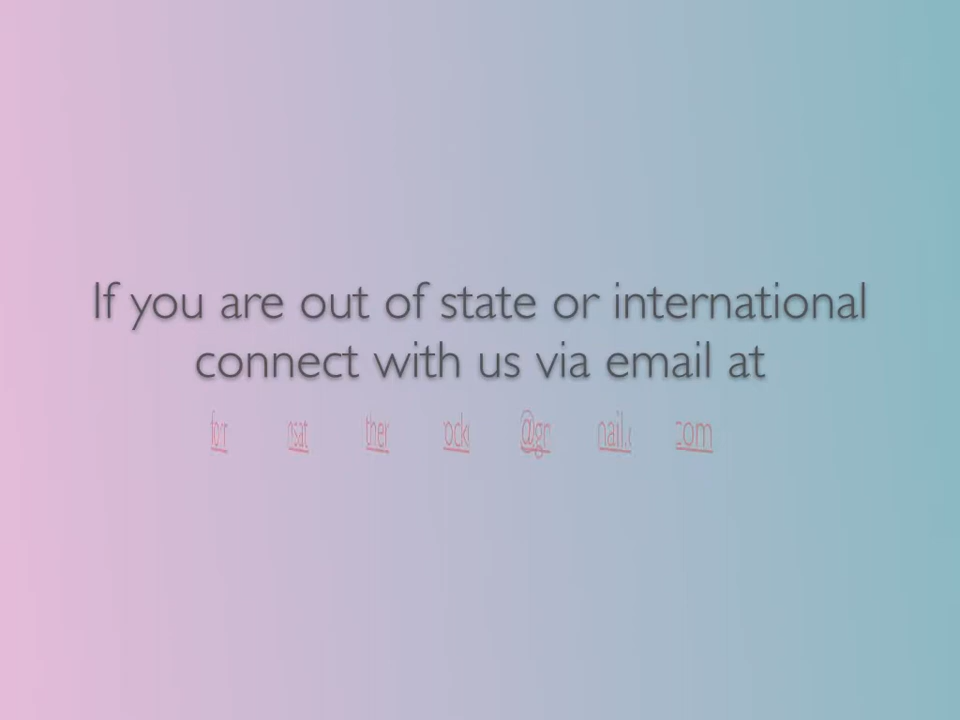 If you are out of state or international
connect with us via email at